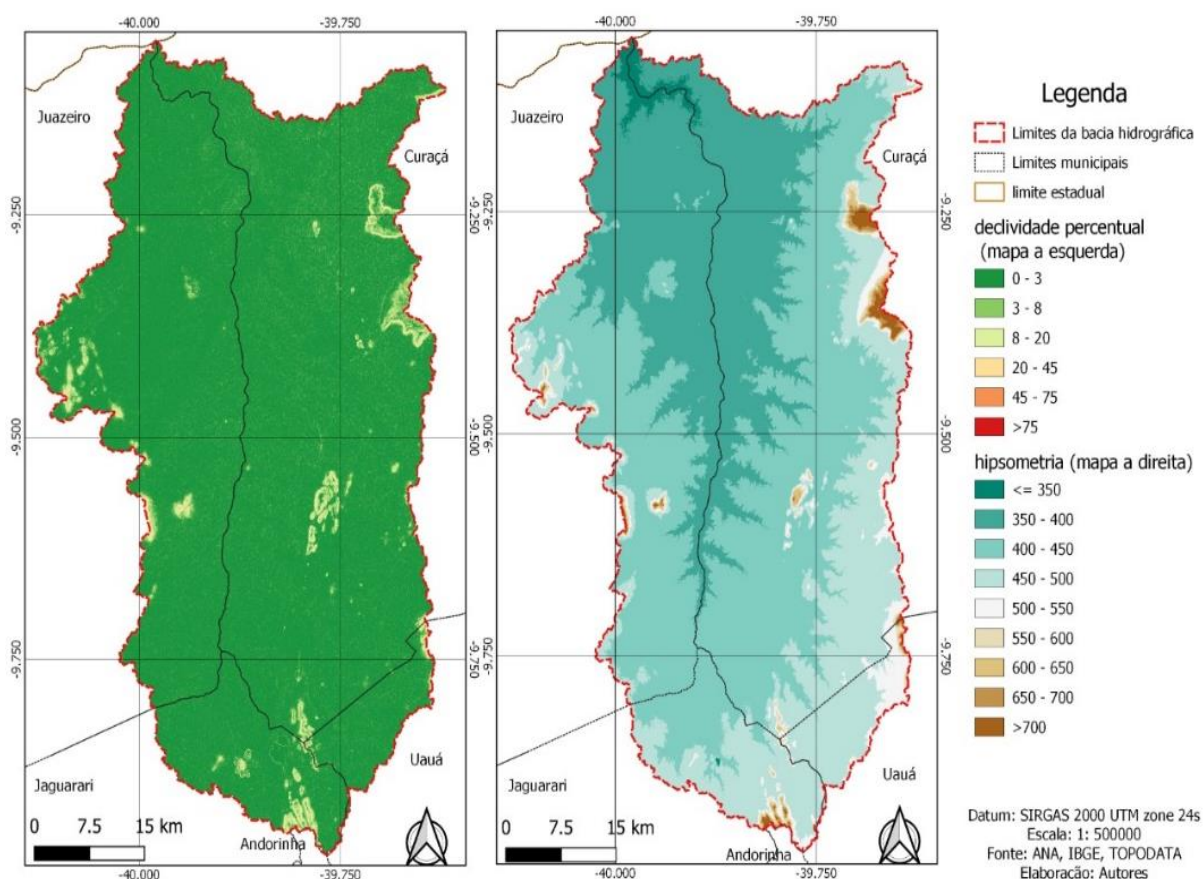 -40.000
-39.750
-40.000
-39.750
Juazeiro
Curaçá
-9.250
-9.500
-9.750
Jaguarari
Uauá
Andorinha
0 7.5 15 km
-40.000
-39.750
-9.250
-9.500
-9.750
Juazeiro
Curaçá
-9.250
-9.500
-9.750
Jaguarari
Uauá
Andorinha
0 7.5 15 km
-40.000
-39.750
Legenda
Limites da bacia hidrográfica
Limites municipais
limite estadual
declividade percentual
(mapa a esquerda)
0 - 3
3 - 8
8 - 20
20 - 45
45 - 75
>75
hipsometria (mapa a direita)
<= 350
350 - 400
400 - 450
450 - 500
500 - 550
550 - 600
600 - 650
650 - 700
>700
Datum: SIRGAS 2000 UTM zone 24s
Escala: 1: 500000
Fonte: ANA, IBGE, TOPODATA
Elaboração: Autores